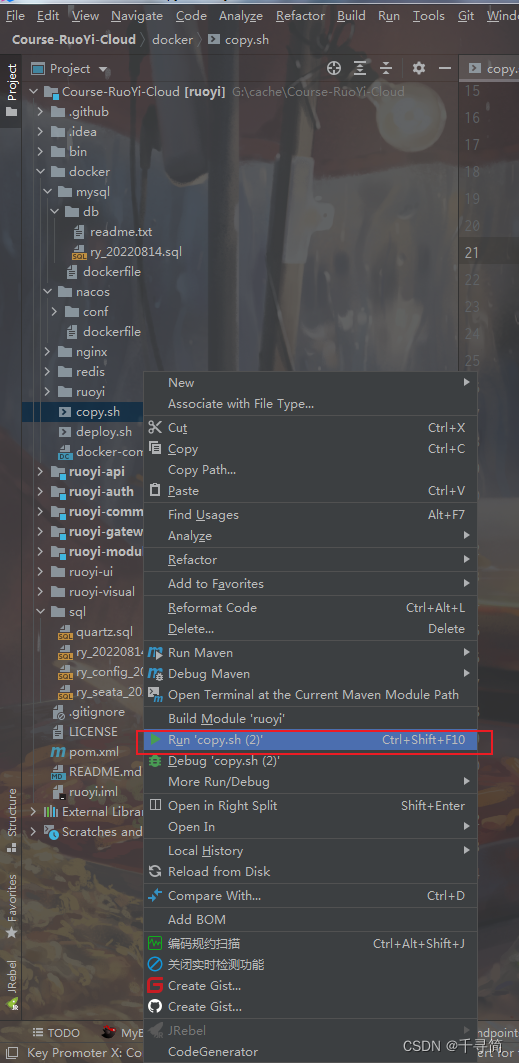 File Edit View Navigate Code Analyze Refactor Build Run Tools Git Windo
Course-RuoYi-Cloud docker copy.sh
Project copy.
Course-RuoYi-Cloud [ruoyi] G:\cache\Course-RuoYi-Cloud
.github
.idea
bin
docker
mysql
db
readme.txt
ry_20220814.sql
dockerfile
nacos
conf
dockerfile
nginx
redis
ruoyi
copy.sh
deploy.sh
docker-com
ruoyi-api
ruoyi-auth
ruoyi-comm
ruoyi-gatew
ruoyi-modu
ruoyi-ui
ruoyi-visual
sql
quartz.sql
ry_20220814
ry_config_20
ry_seata_20
.gitignore
LICENSE
pom.xml
README.md
ruoyi.iml
External Librar
Scratches and
15
16
17
18
19
20
21
22
23
24
25
New
Associate with File Type...
Cut Ctrl+X
Copy Ctrl+C
Copy Path...
Paste Ctrl+V
Find Usages Alt+F7
Analyze
Refactor
Add to Favorites
Reformat Code Ctrl+Alt+L
Delete... Delete
Run Maven
Debug Maven
Open Terminal at the Current Maven Module Path
Build Module 'ruoyi'
Run 'copy.sh (2)' Ctrl+Shift+F10
Debug 'copy.sh (2)'
More Run/Debug
Open in Right Split Shift+Enter
Open In
Local History
Reload from Disk
Compare With... Ctrl+D
Add BOM
编码规约扫描 Ctrl+Alt+Shift+J
关闭实时检测功能
Create Gist...
Create Gist...
JRebel
CodeGenerator
Project
Structure
Favorites
JRebel
TODO MyB ndpoint
Key Promoter X: Co ert for
CSDN @千寻简